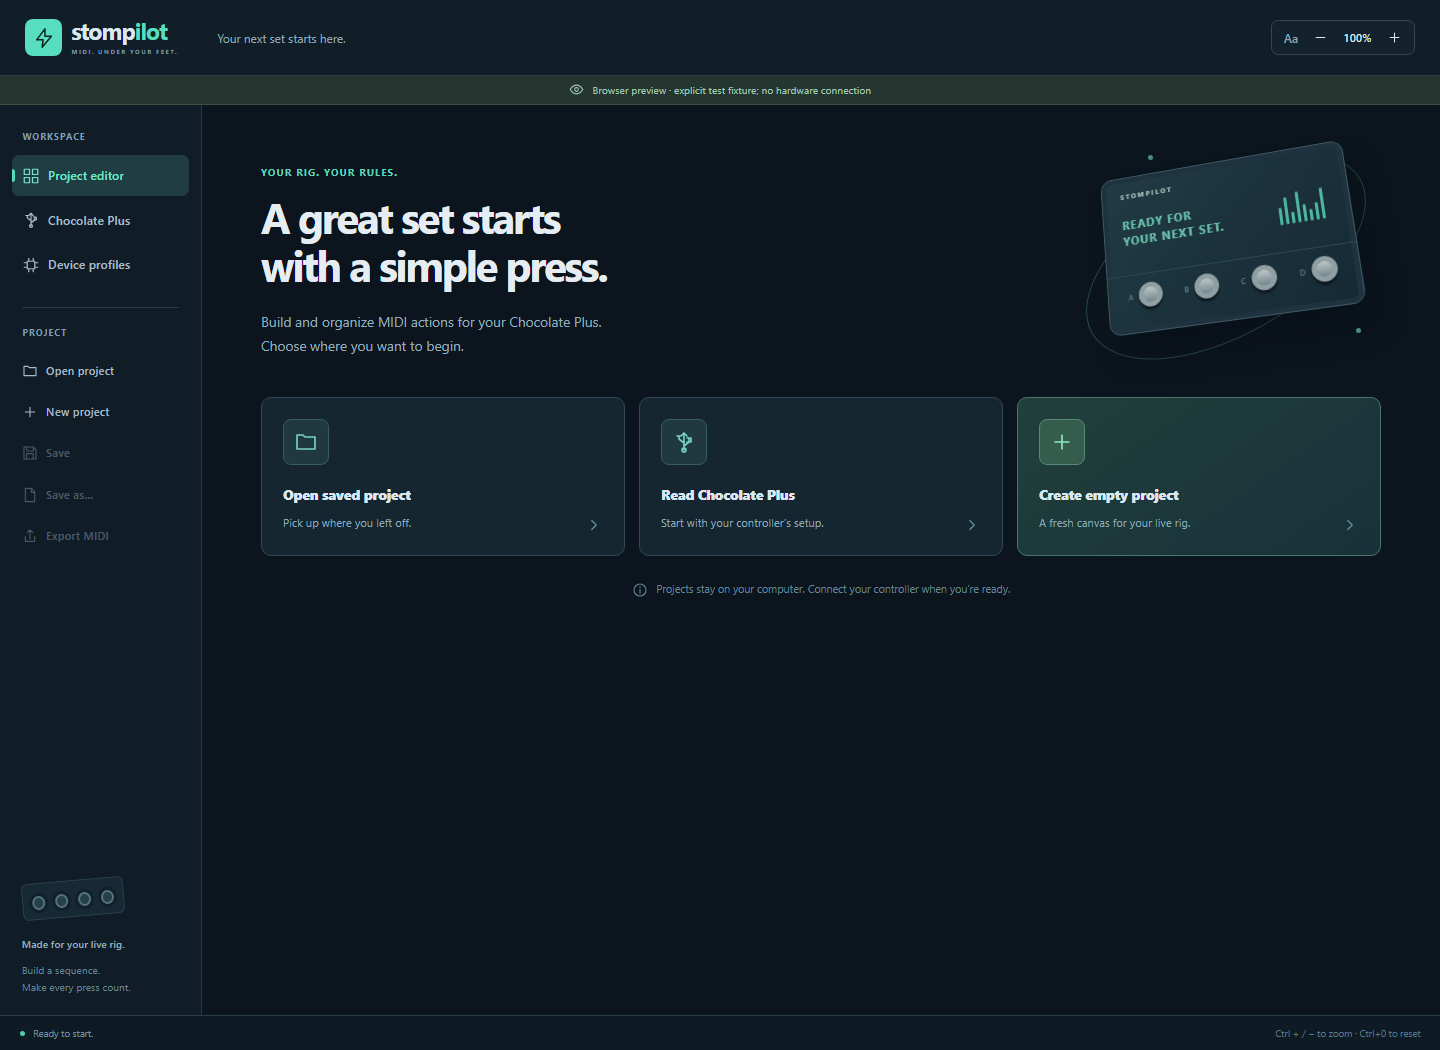 stompilot
MIDI. UNDER YOUR FEET.
Your next set starts here.
Aa − 100% +
Browser preview · explicit test fixture; no hardware connection
WORKSPACE
Project editor
Chocolate Plus
Device profiles
PROJECT
Open project
New project
Save
Save as...
Export MIDI
Made for your live rig.
Build a sequence.
Make every press count.
YOUR RIG. YOUR RULES.
A great set starts
with a simple press.
Build and organize MIDI actions for your Chocolate Plus.
Choose where you want to begin.
STOMPILOT
READY FOR
YOUR NEXT SET.
A B C D
Open saved project
Pick up where you left off.
Read Chocolate Plus
Start with your controller's setup.
Create empty project
A fresh canvas for your live rig.
Projects stay on your computer. Connect your controller when you're ready.
Ready to start.
Ctrl + / − to zoom · Ctrl+0 to reset